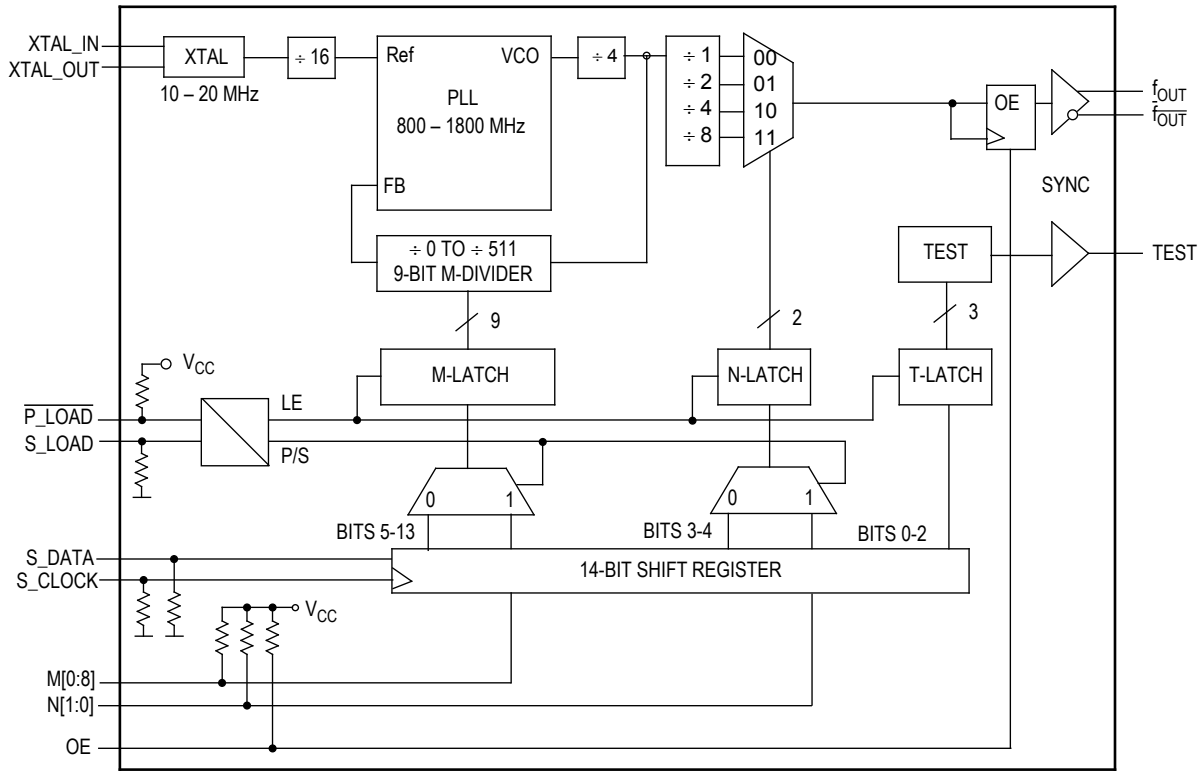 XTAL_IN
XTAL_OUT
XTAL
10 – 20 MHz
÷ 16
Ref
VCO
PLL
800 – 1800 MHz
FB
÷ 4
÷ 1
÷ 2
÷ 4
÷ 8
00
01
10
11
OE
fOUT
fOUT
SYNC
÷ 0 TO ÷ 511
9-BIT M-DIVIDER
TEST
TEST
9
2
3
VCC
M-LATCH
N-LATCH
T-LATCH
P_LOAD
S_LOAD
LE
P/S
0
1
0
1
BITS 5-13
BITS 3-4
BITS 0-2
S_DATA
S_CLOCK
14-BIT SHIFT REGISTER
VCC
M[0:8]
N[1:0]
OE